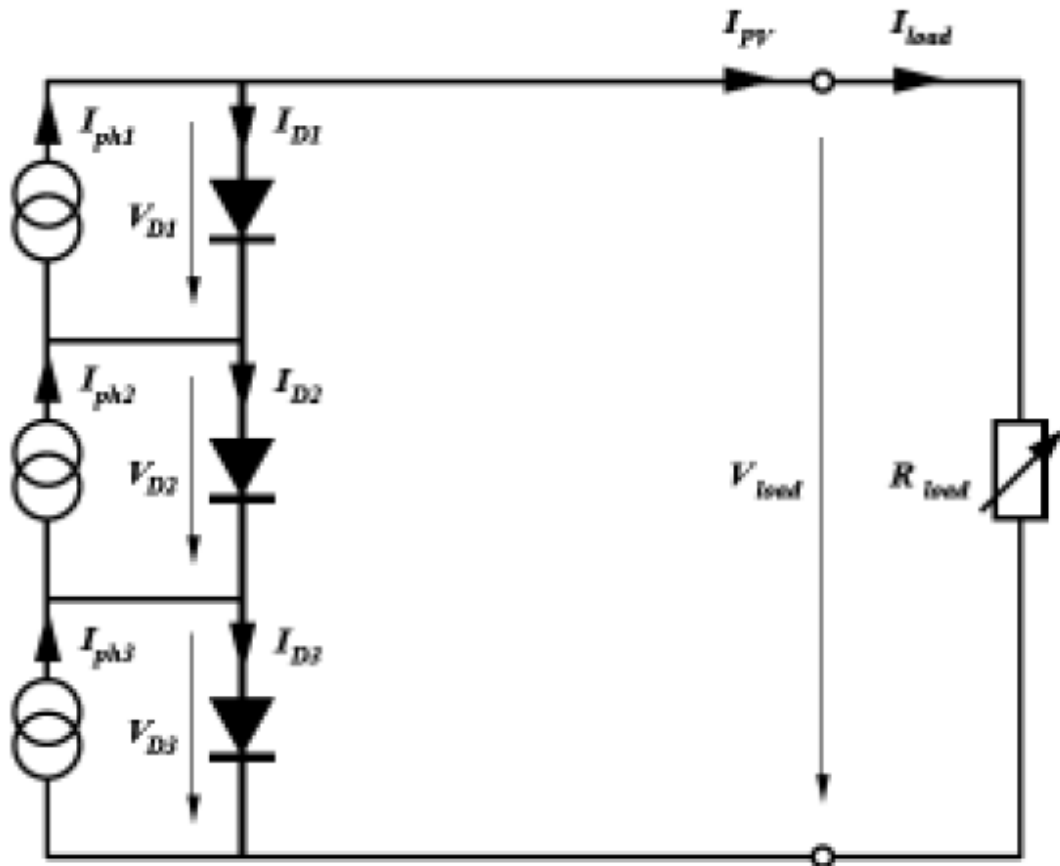 I_PV I_load
I_ph1 I_D1
V_D1
I_ph2 I_D2
V_D2 V_load R_load
I_ph3 I_D3
V_D3